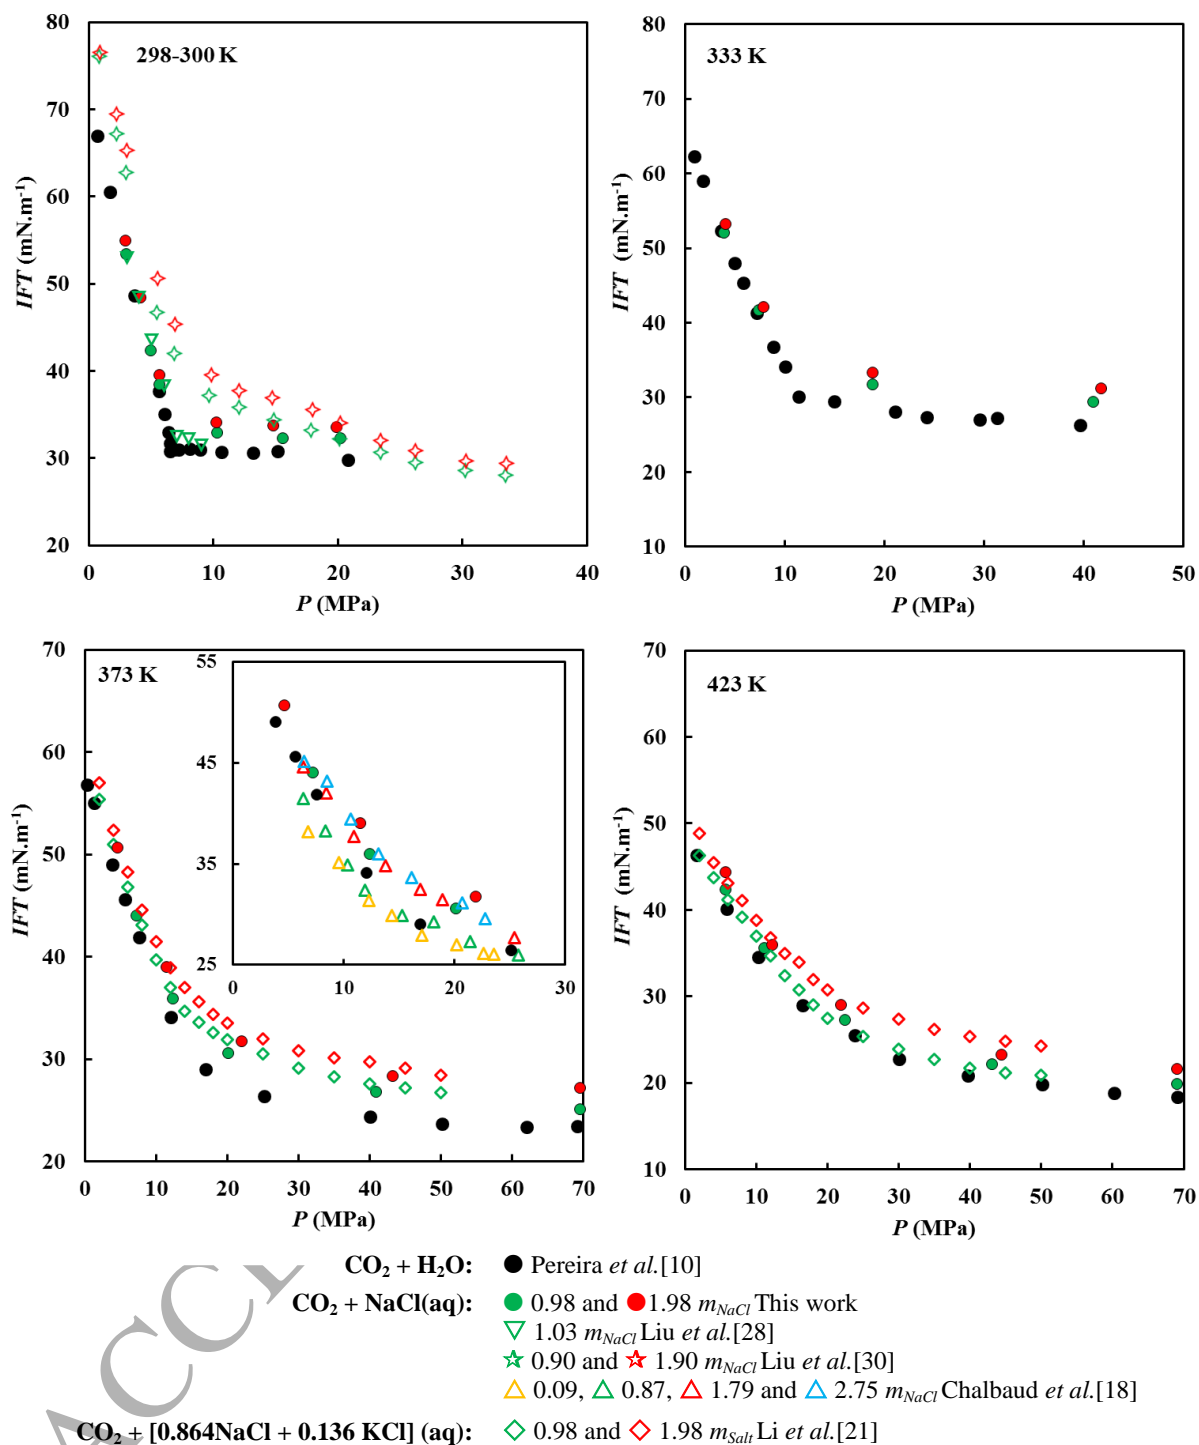 80
70
60
50
40
30
20
298-300 K
IFT (mN.m-1)
0 10 20 30 40
P (MPa)
80
70
60
50
40
30
20
10
333 K
IFT (mN.m-1)
0 10 20 30 40 50
P (MPa)
70
60
50
40
30
20
373 K
IFT (mN.m-1)
55
45
35
25
0 10 20 30
0 10 20 30 40 50 60 70
P (MPa)
70
60
50
40
30
20
10
423 K
IFT (mN.m-1)
0 10 20 30 40 50 60 70
P (MPa)
CO2 + H2O: Pereira et al.[10]
CO2 + NaCl(aq): 0.98 and 1.98 mNaCl This work
1.03 mNaCl Liu et al.[28]
0.90 and 1.90 mNaCl Liu et al.[30]
0.09, 0.87, 1.79 and 2.75 mNaCl Chalbaud et al.[18]
CO2 + [0.864NaCl + 0.136 KCl] (aq): 0.98 and 1.98 mSalt Li et al.[21]